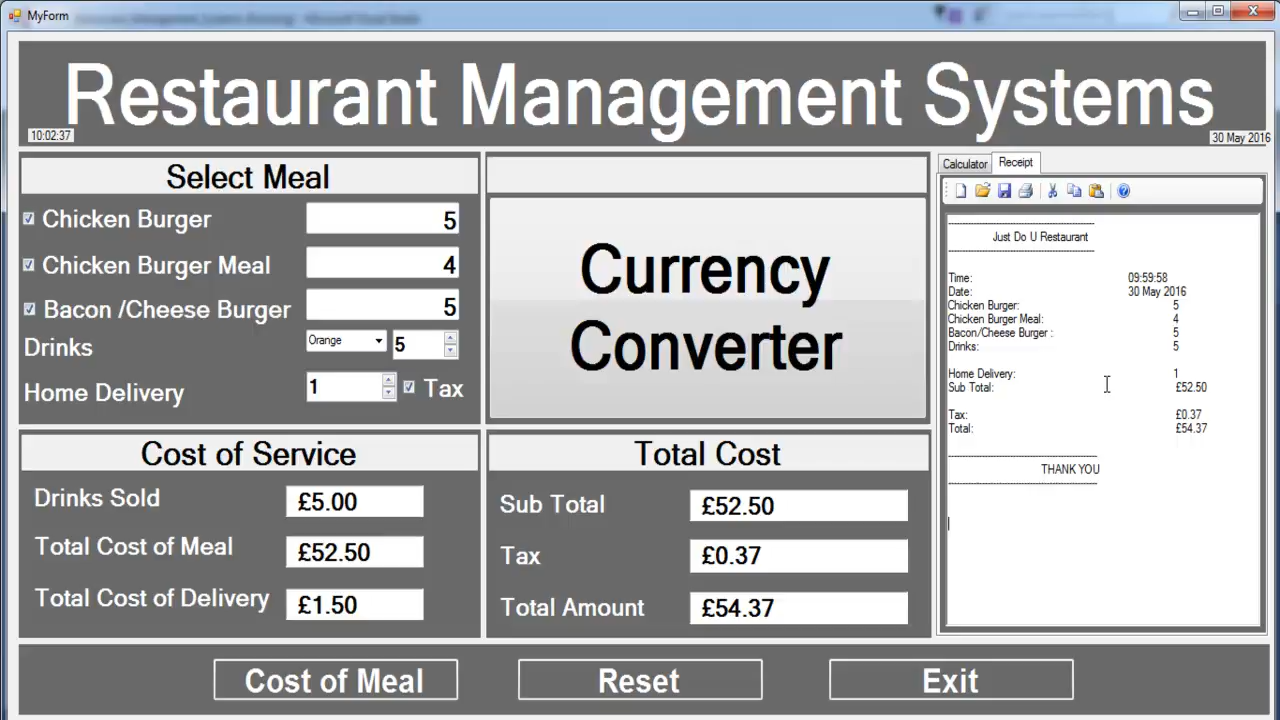 MyForm
Restaurant Management Systems
10:02:37
30 May 2016
Select Meal
Chicken Burger 5
Chicken Burger Meal 4
Bacon /Cheese Burger 5
Drinks Orange 5
Home Delivery 1 Tax
Currency
Converter
Cost of Service
Drinks Sold £5.00
Total Cost of Meal £52.50
Total Cost of Delivery £1.50
Total Cost
Sub Total £52.50
Tax £0.37
Total Amount £54.37
Calculator Receipt
Just Do U Restaurant
Time: 09:59:58
Date: 30 May 2016
Chicken Burger: 5
Chicken Burger Meal: 4
Bacon/Cheese Burger : 5
Drinks: 5
Home Delivery: 1
Sub Total: £52.50
Tax: £0.37
Total: £54.37
THANK YOU
Cost of Meal Reset Exit